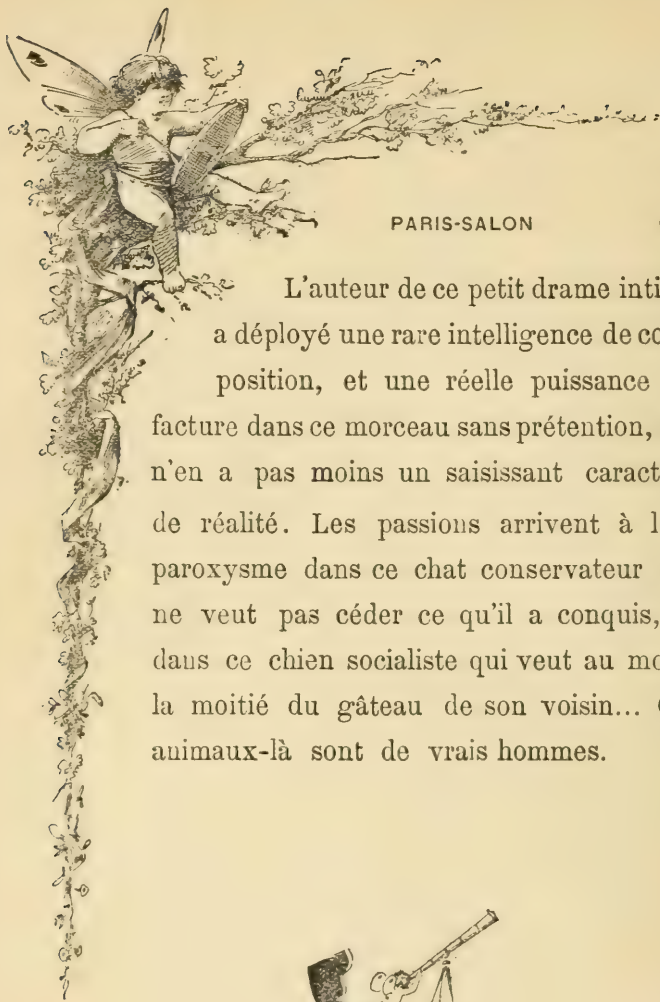 PARIS-SALON
L'auteur de ce petit drame inti
a déployé une rare intelligence de co
position, et une réelle puissance
facture dans ce morceau sans prétention,
n'en a pas moins un saisissant caract
de réalité. Les passions arrivent à l
paroxysme dans ce chat conservateur
ne veut pas céder ce qu'il a conquis,
dans ce chien socialiste qui veut au mo
la moitié du gâteau de son voisin...
animaux-là sont de vrais hommes.